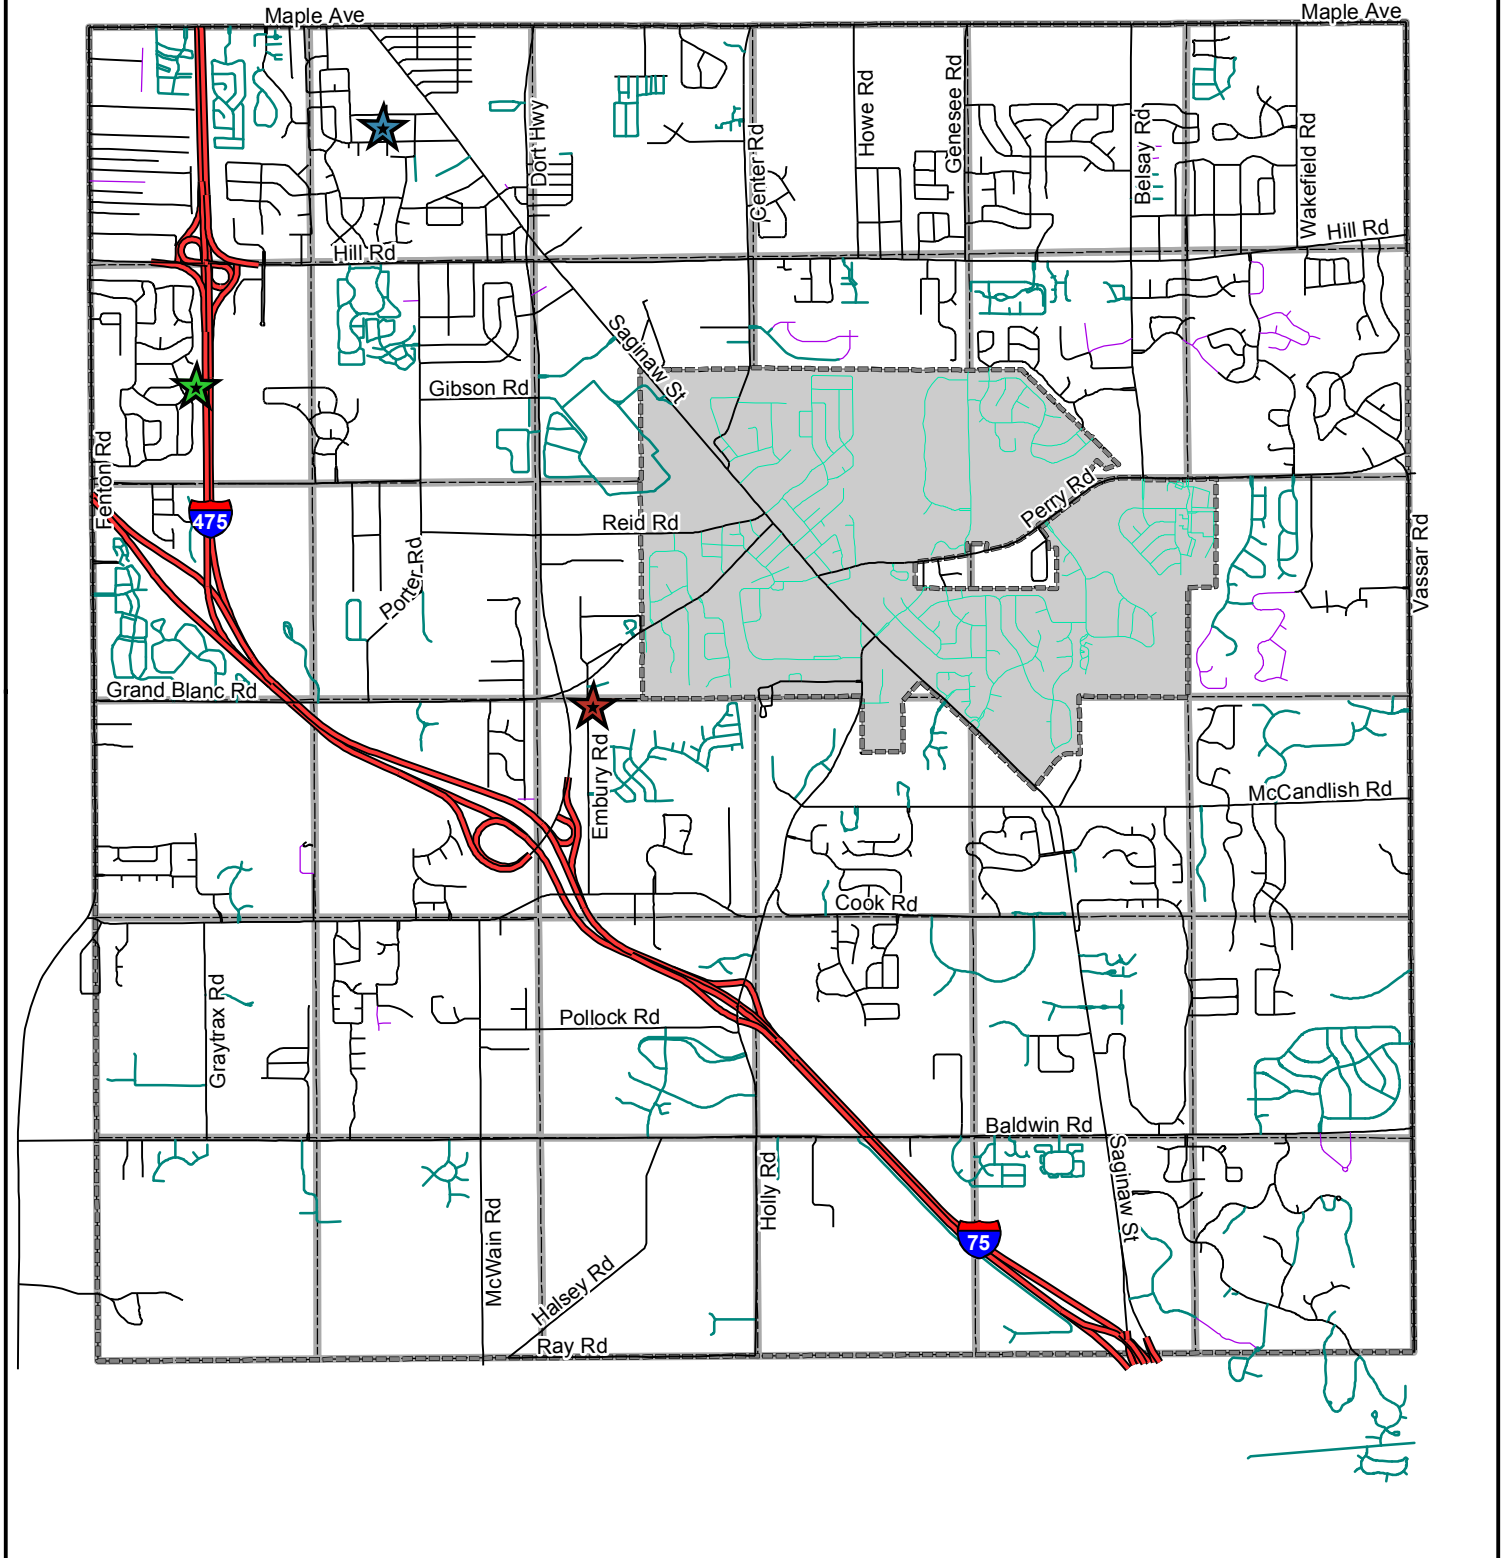 Maple Ave
Maple Ave
Howe Rd
Genesee Rd
Dort Hwy
Belsay Rd
Center Rd
Wakefield Rd
Hill Rd
Hill Rd
Saginaw St
Gibson Rd
Fenton Rd
475
Perry Rd
Reid Rd
Vassar Rd
Porter Rd
Grand Blanc Rd
Embury Rd
McCandlish Rd
Cook Rd
Graytrax Rd
Pollock Rd
Baldwin Rd
Saginaw St
Holly Rd
McWain Rd
75
Halsey Rd
Ray Rd